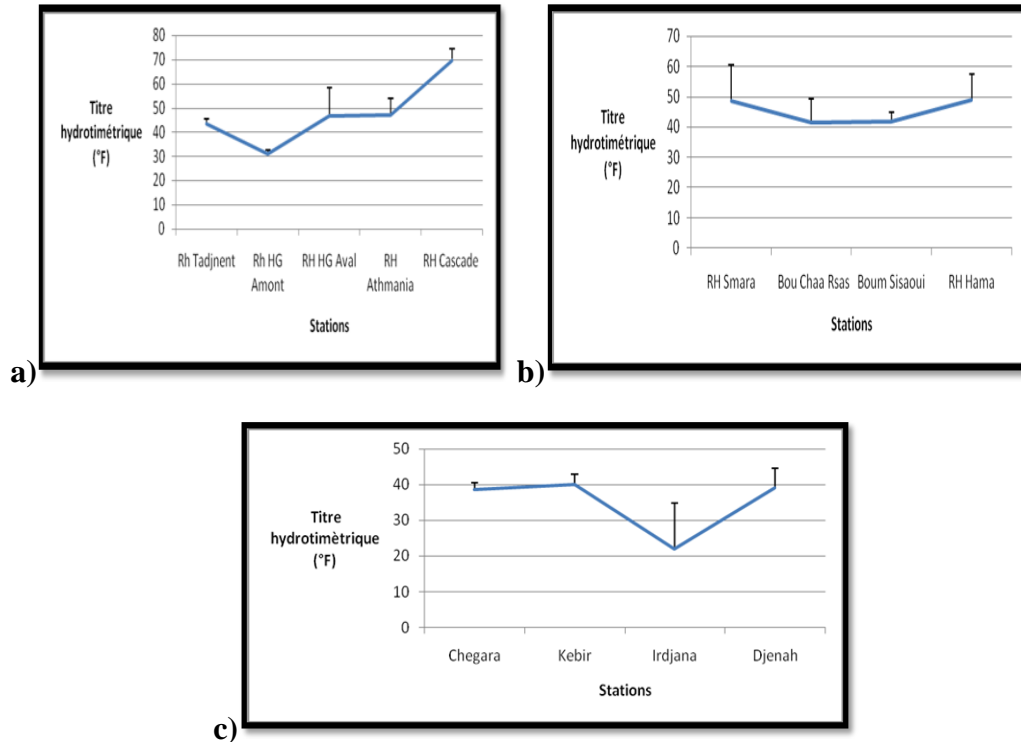 80
70
60
50
40
30
20
10
0
Titre
hydrotimétrique
(°F)
Rh Tadjnent
Rh HG
Amont
RH HG Aval
RH
Athmania
RH Cascade
Stations
a)
70
60
50
40
30
20
10
0
Titre
hydrotimétrique
(°F)
RH Smara
Bou Chaa Rsas
Boum Sisaoui
RH Hama
Stations
b)
50
40
30
20
10
0
Titre
hydrotimètrique
(°F)
Chegara
Kebir
Irdjana
Djenah
Stations
c)